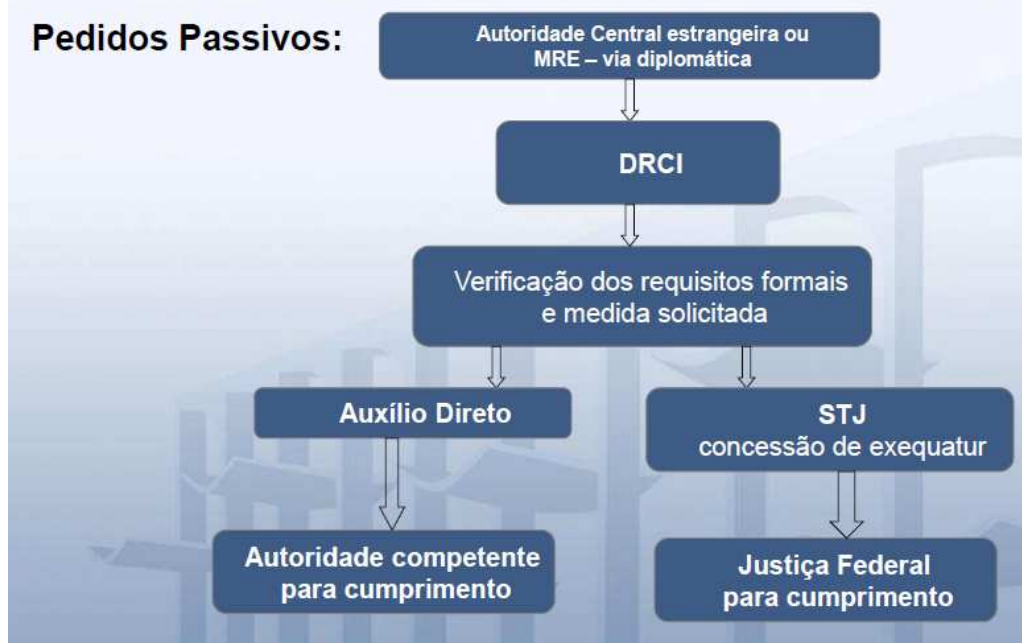 Pedidos Passivos:
Autoridade Central estrangeira ou
MRE – via diplomática
DRCI
Verificação dos requisitos formais
e medida solicitada
Auxílio Direto
STJ
concessão de exequatur
Autoridade competente
para cumprimento
Justiça Federal
para cumprimento